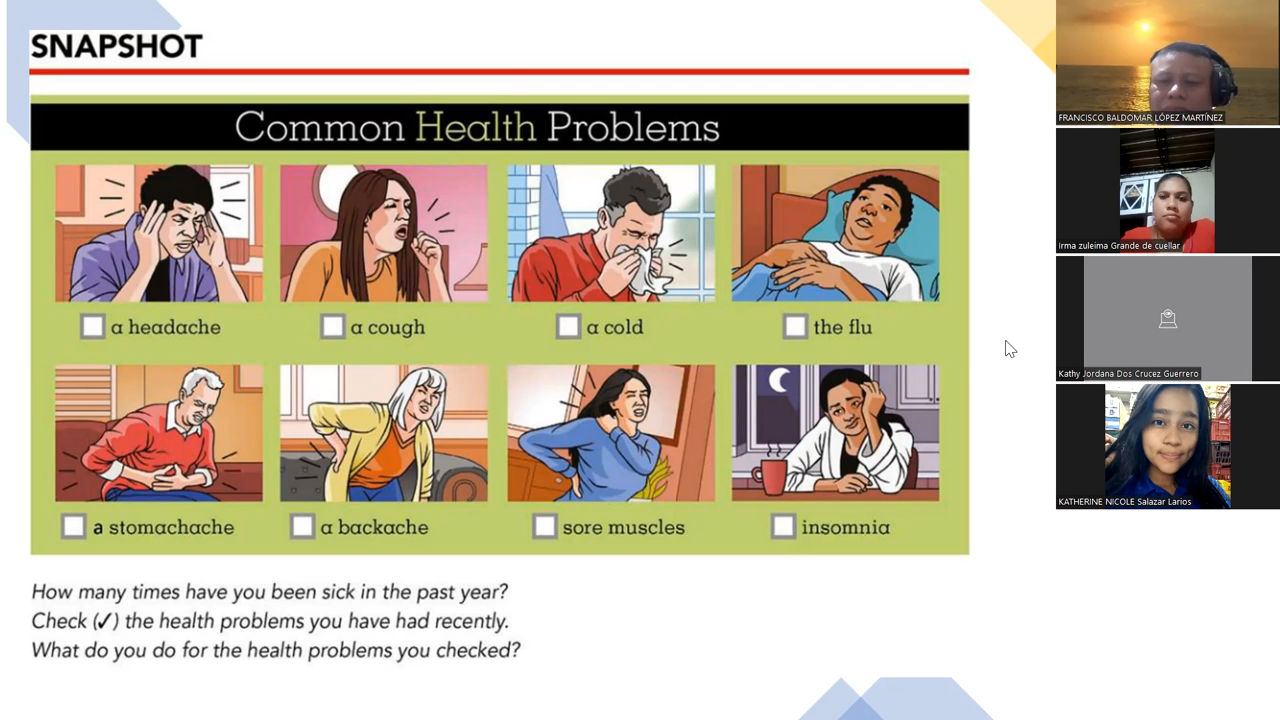 SNAPSHOT
Common Health Problems
a headache
a cough
a cold
the flu
a stomachache
a backache
sore muscles
insomnia
How many times have you been sick in the past year?
Check (✓) the health problems you have had recently.
What do you do for the health problems you checked?
FRANCISCO BALDOMAR LÓPEZ MARTÍNEZ
Irma zuleima Grande de cuellar
Kathy Jordana Dos Crucez Guerrero
KATHERINE NICOLE Salazar Larios